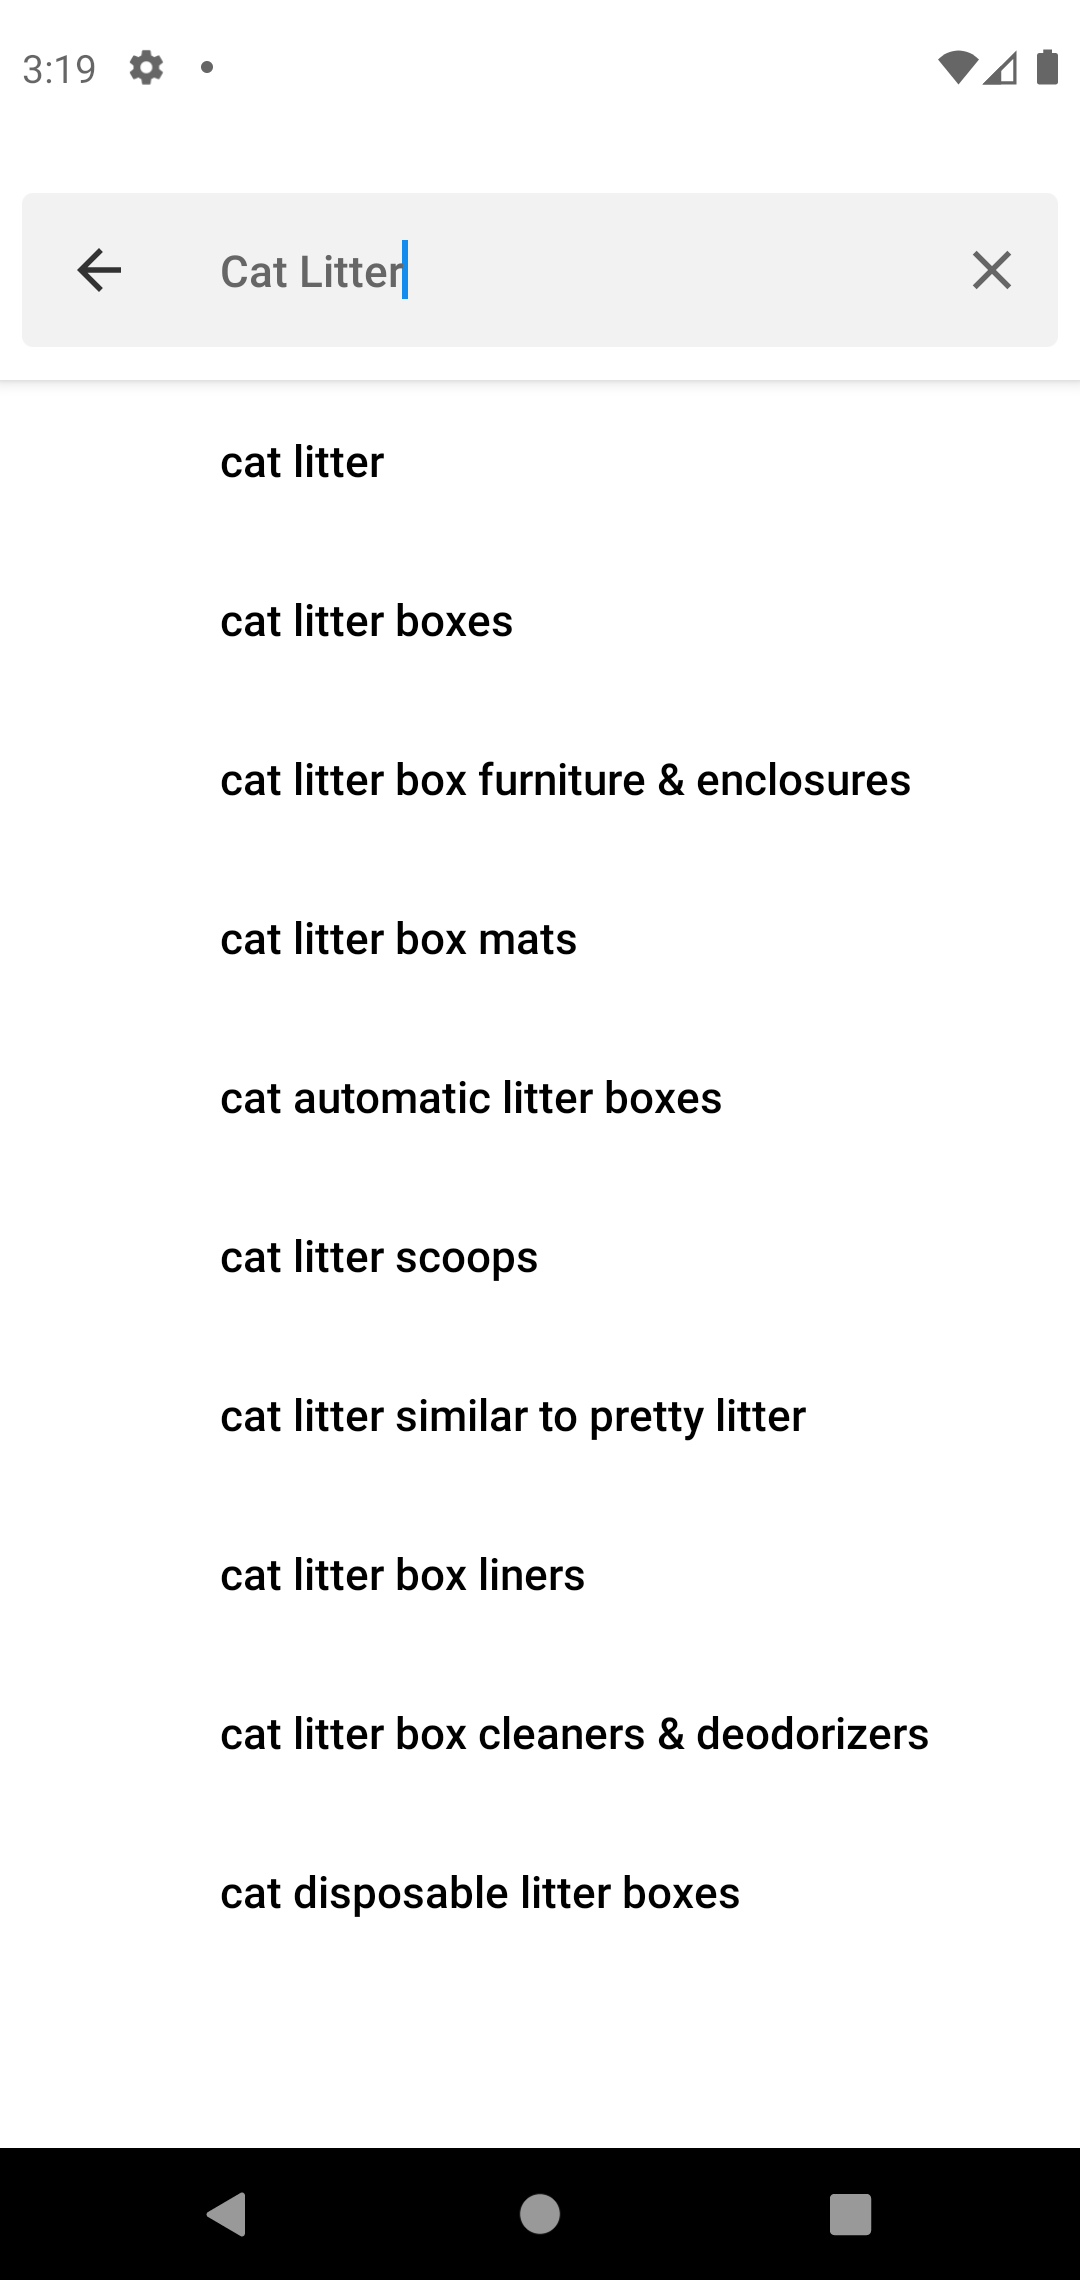 3:19
Cat Litter
cat litter
cat litter boxes
cat litter box furniture & enclosures
cat litter box mats
cat automatic litter boxes
cat litter scoops
cat litter similar to pretty litter
cat litter box liners
cat litter box cleaners & deodorizers
cat disposable litter boxes